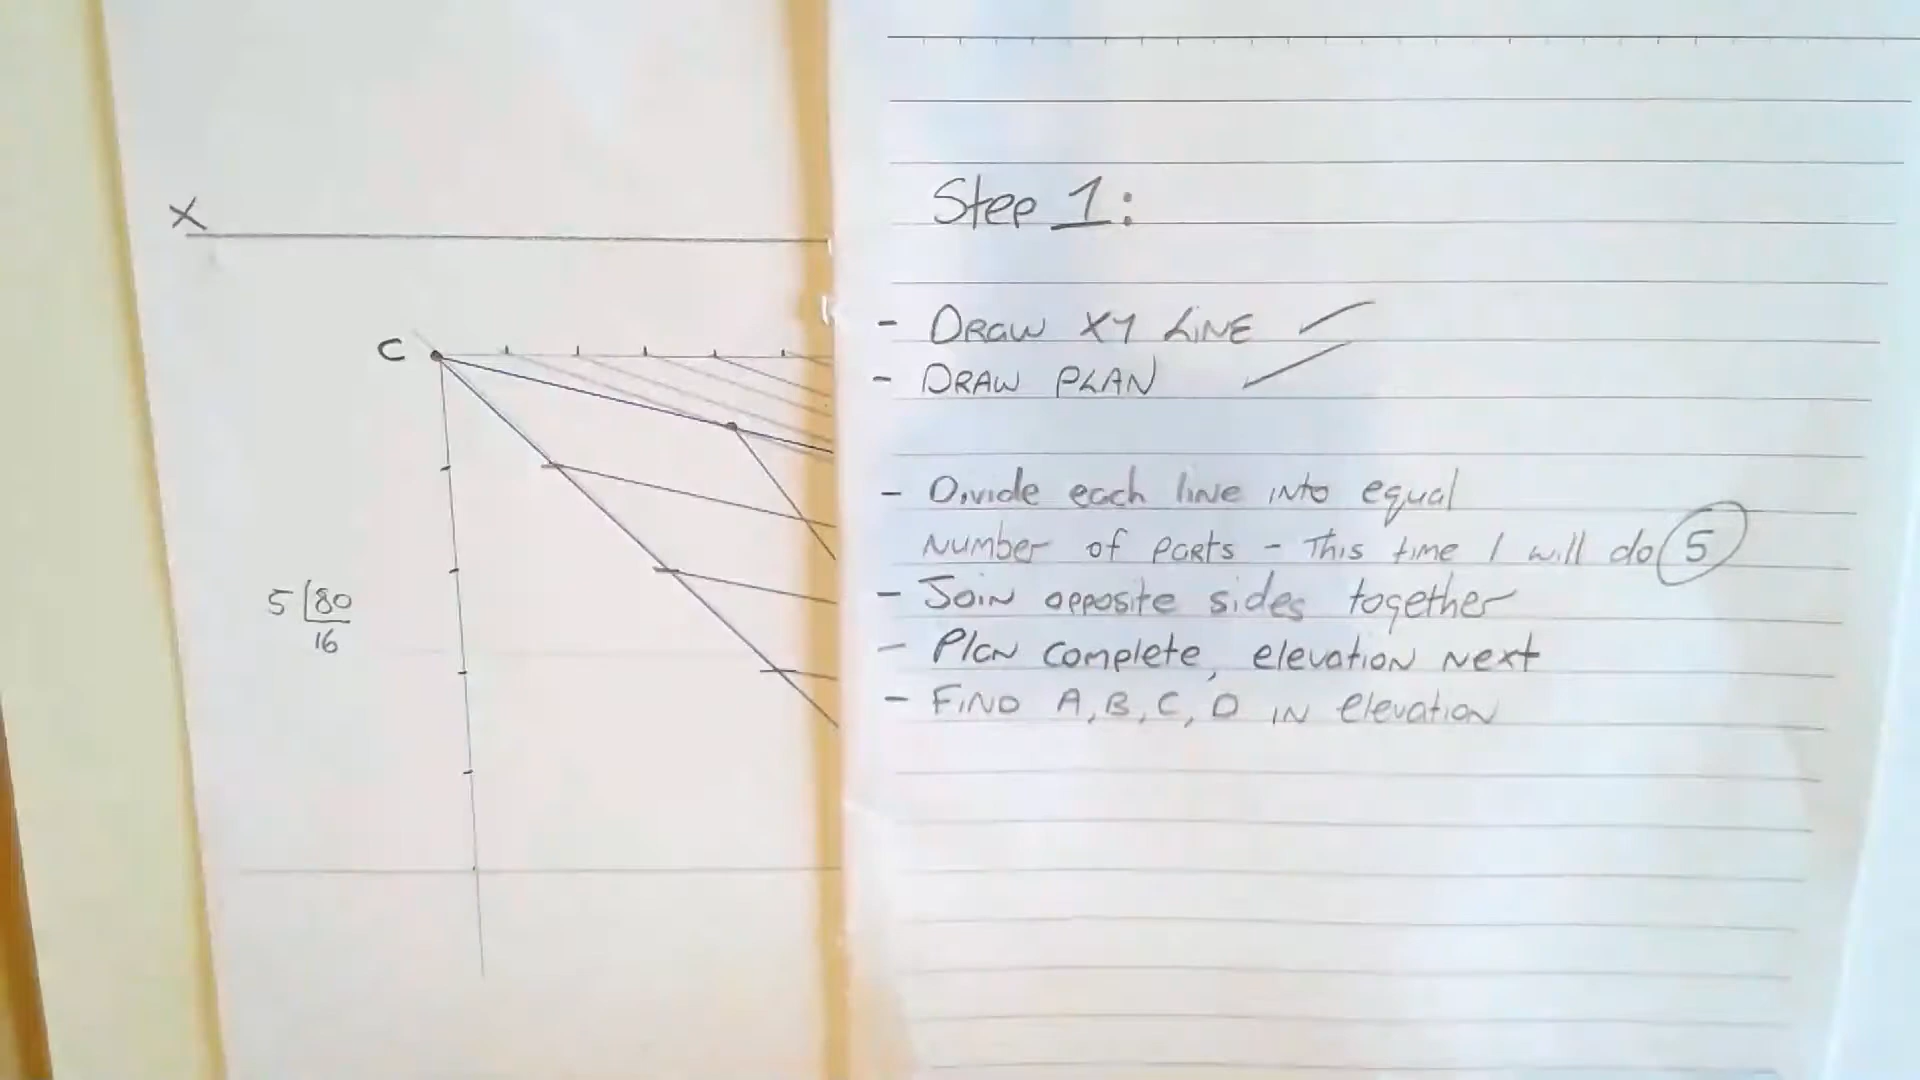 X
C
5 80
16
Step 1:
- DRAW XY LINE
- DRAW PLAN
- Divide each line into equal
Number of parts - This time I will do 5
- Join opposite sides together
- Plan complete, elevation next
- FIND A, B, C, D IN elevation